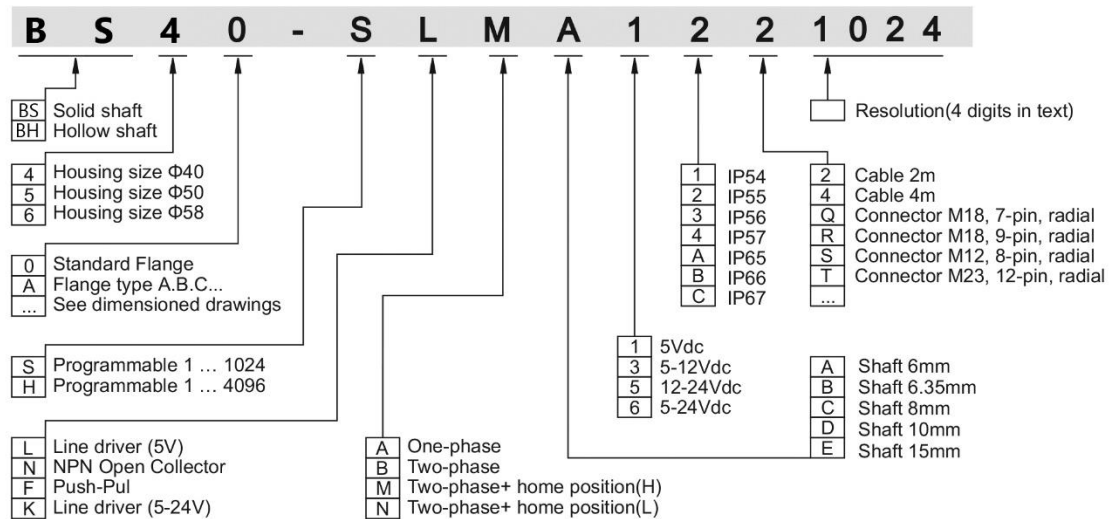 B S 4 0 - S L M A 1 2 2 1 0 2 4
BS Solid shaft
BH Hollow shaft
4 Housing size Φ40
5 Housing size Φ50
6 Housing size Φ58
0 Standard Flange
A Flange type A.B.C...
... See dimensioned drawings
S Programmable 1 ... 1024
H Programmable 1 ... 4096
L Line driver (5V)
N NPN Open Collector
F Push-Pul
K Line driver (5-24V)
A One-phase
B Two-phase
M Two-phase+ home position(H)
N Two-phase+ home position(L)
1 5Vdc
3 5-12Vdc
5 12-24Vdc
6 5-24Vdc
1 IP54
2 IP55
3 IP56
4 IP57
A IP65
B IP66
C IP67
Resolution(4 digits in text)
2 Cable 2m
4 Cable 4m
Q Connector M18, 7-pin, radial
R Connector M18, 9-pin, radial
S Connector M12, 8-pin, radial
T Connector M23, 12-pin, radial
...
A Shaft 6mm
B Shaft 6.35mm
C Shaft 8mm
D Shaft 10mm
E Shaft 15mm